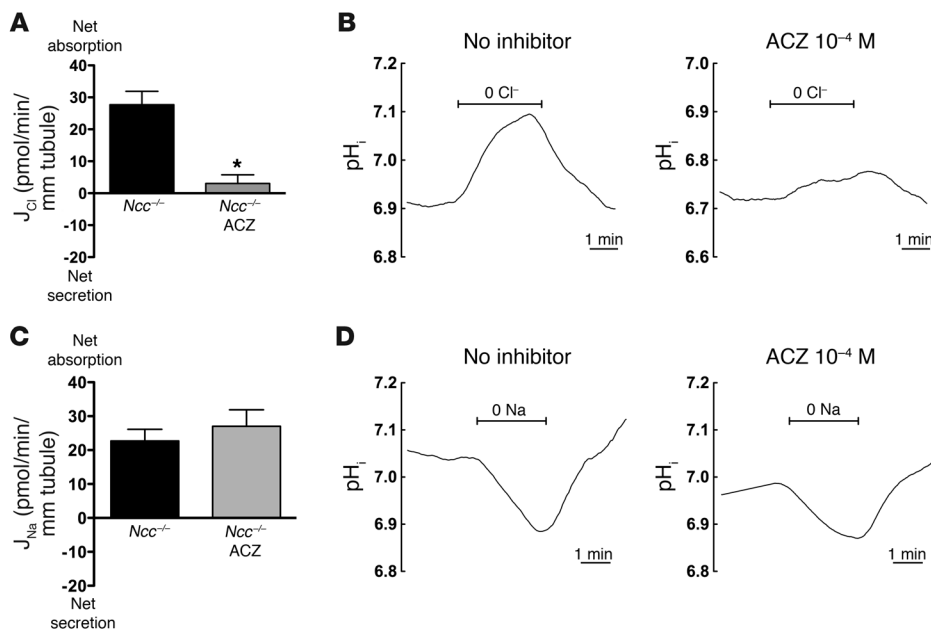 A
Net
absorption
J_Cl (pmol/min/
mm tubule)
40
30
20
10
0
-10
-20
*
Ncc⁻/⁻
Ncc⁻/⁻
ACZ
Net
secretion
B
No inhibitor
pHᵢ
7.2
7.1
7.0
6.9
6.8
0 Cl⁻
1 min
ACZ 10⁻⁴ M
pHᵢ
7.0
6.9
6.8
6.7
6.6
0 Cl⁻
1 min
C
Net
absorption
J_Na (pmol/min/
mm tubule)
40
30
20
10
0
-10
-20
Ncc⁻/⁻
Ncc⁻/⁻
ACZ
Net
secretion
D
No inhibitor
pHᵢ
7.2
7.1
7.0
6.9
6.8
0 Na
1 min
ACZ 10⁻⁴ M
pHᵢ
7.2
7.1
7.0
6.9
6.8
0 Na
1 min